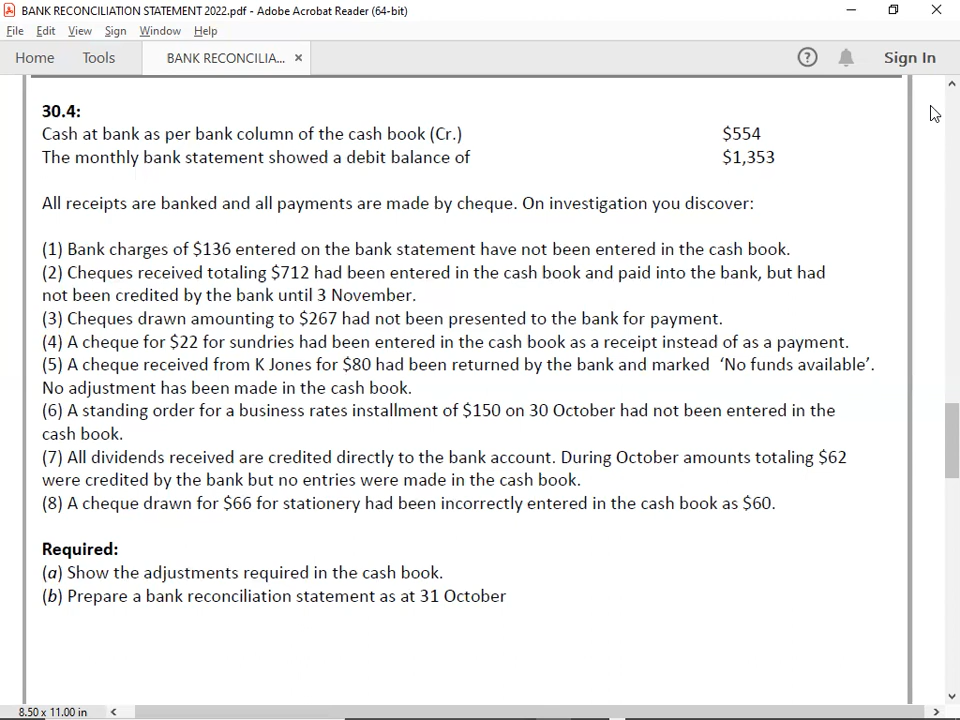 BANK RECONCILIATION STATEMENT 2022.pdf - Adobe Acrobat Reader (64-bit)
File Edit View Sign Window Help
Home Tools BANK RECONCILIA... × ? Sign In
30.4:
Cash at bank as per bank column of the cash book (Cr.) $554
The monthly bank statement showed a debit balance of $1,353
All receipts are banked and all payments are made by cheque. On investigation you discover:
(1) Bank charges of $136 entered on the bank statement have not been entered in the cash book.
(2) Cheques received totaling $712 had been entered in the cash book and paid into the bank, but had
not been credited by the bank until 3 November.
(3) Cheques drawn amounting to $267 had not been presented to the bank for payment.
(4) A cheque for $22 for sundries had been entered in the cash book as a receipt instead of as a payment.
(5) A cheque received from K Jones for $80 had been returned by the bank and marked ‘No funds available’.
No adjustment has been made in the cash book.
(6) A standing order for a business rates installment of $150 on 30 October had not been entered in the
cash book.
(7) All dividends received are credited directly to the bank account. During October amounts totaling $62
were credited by the bank but no entries were made in the cash book.
(8) A cheque drawn for $66 for stationery had been incorrectly entered in the cash book as $60.
Required:
(a) Show the adjustments required in the cash book.
(b) Prepare a bank reconciliation statement as at 31 October
8.50 x 11.00 in